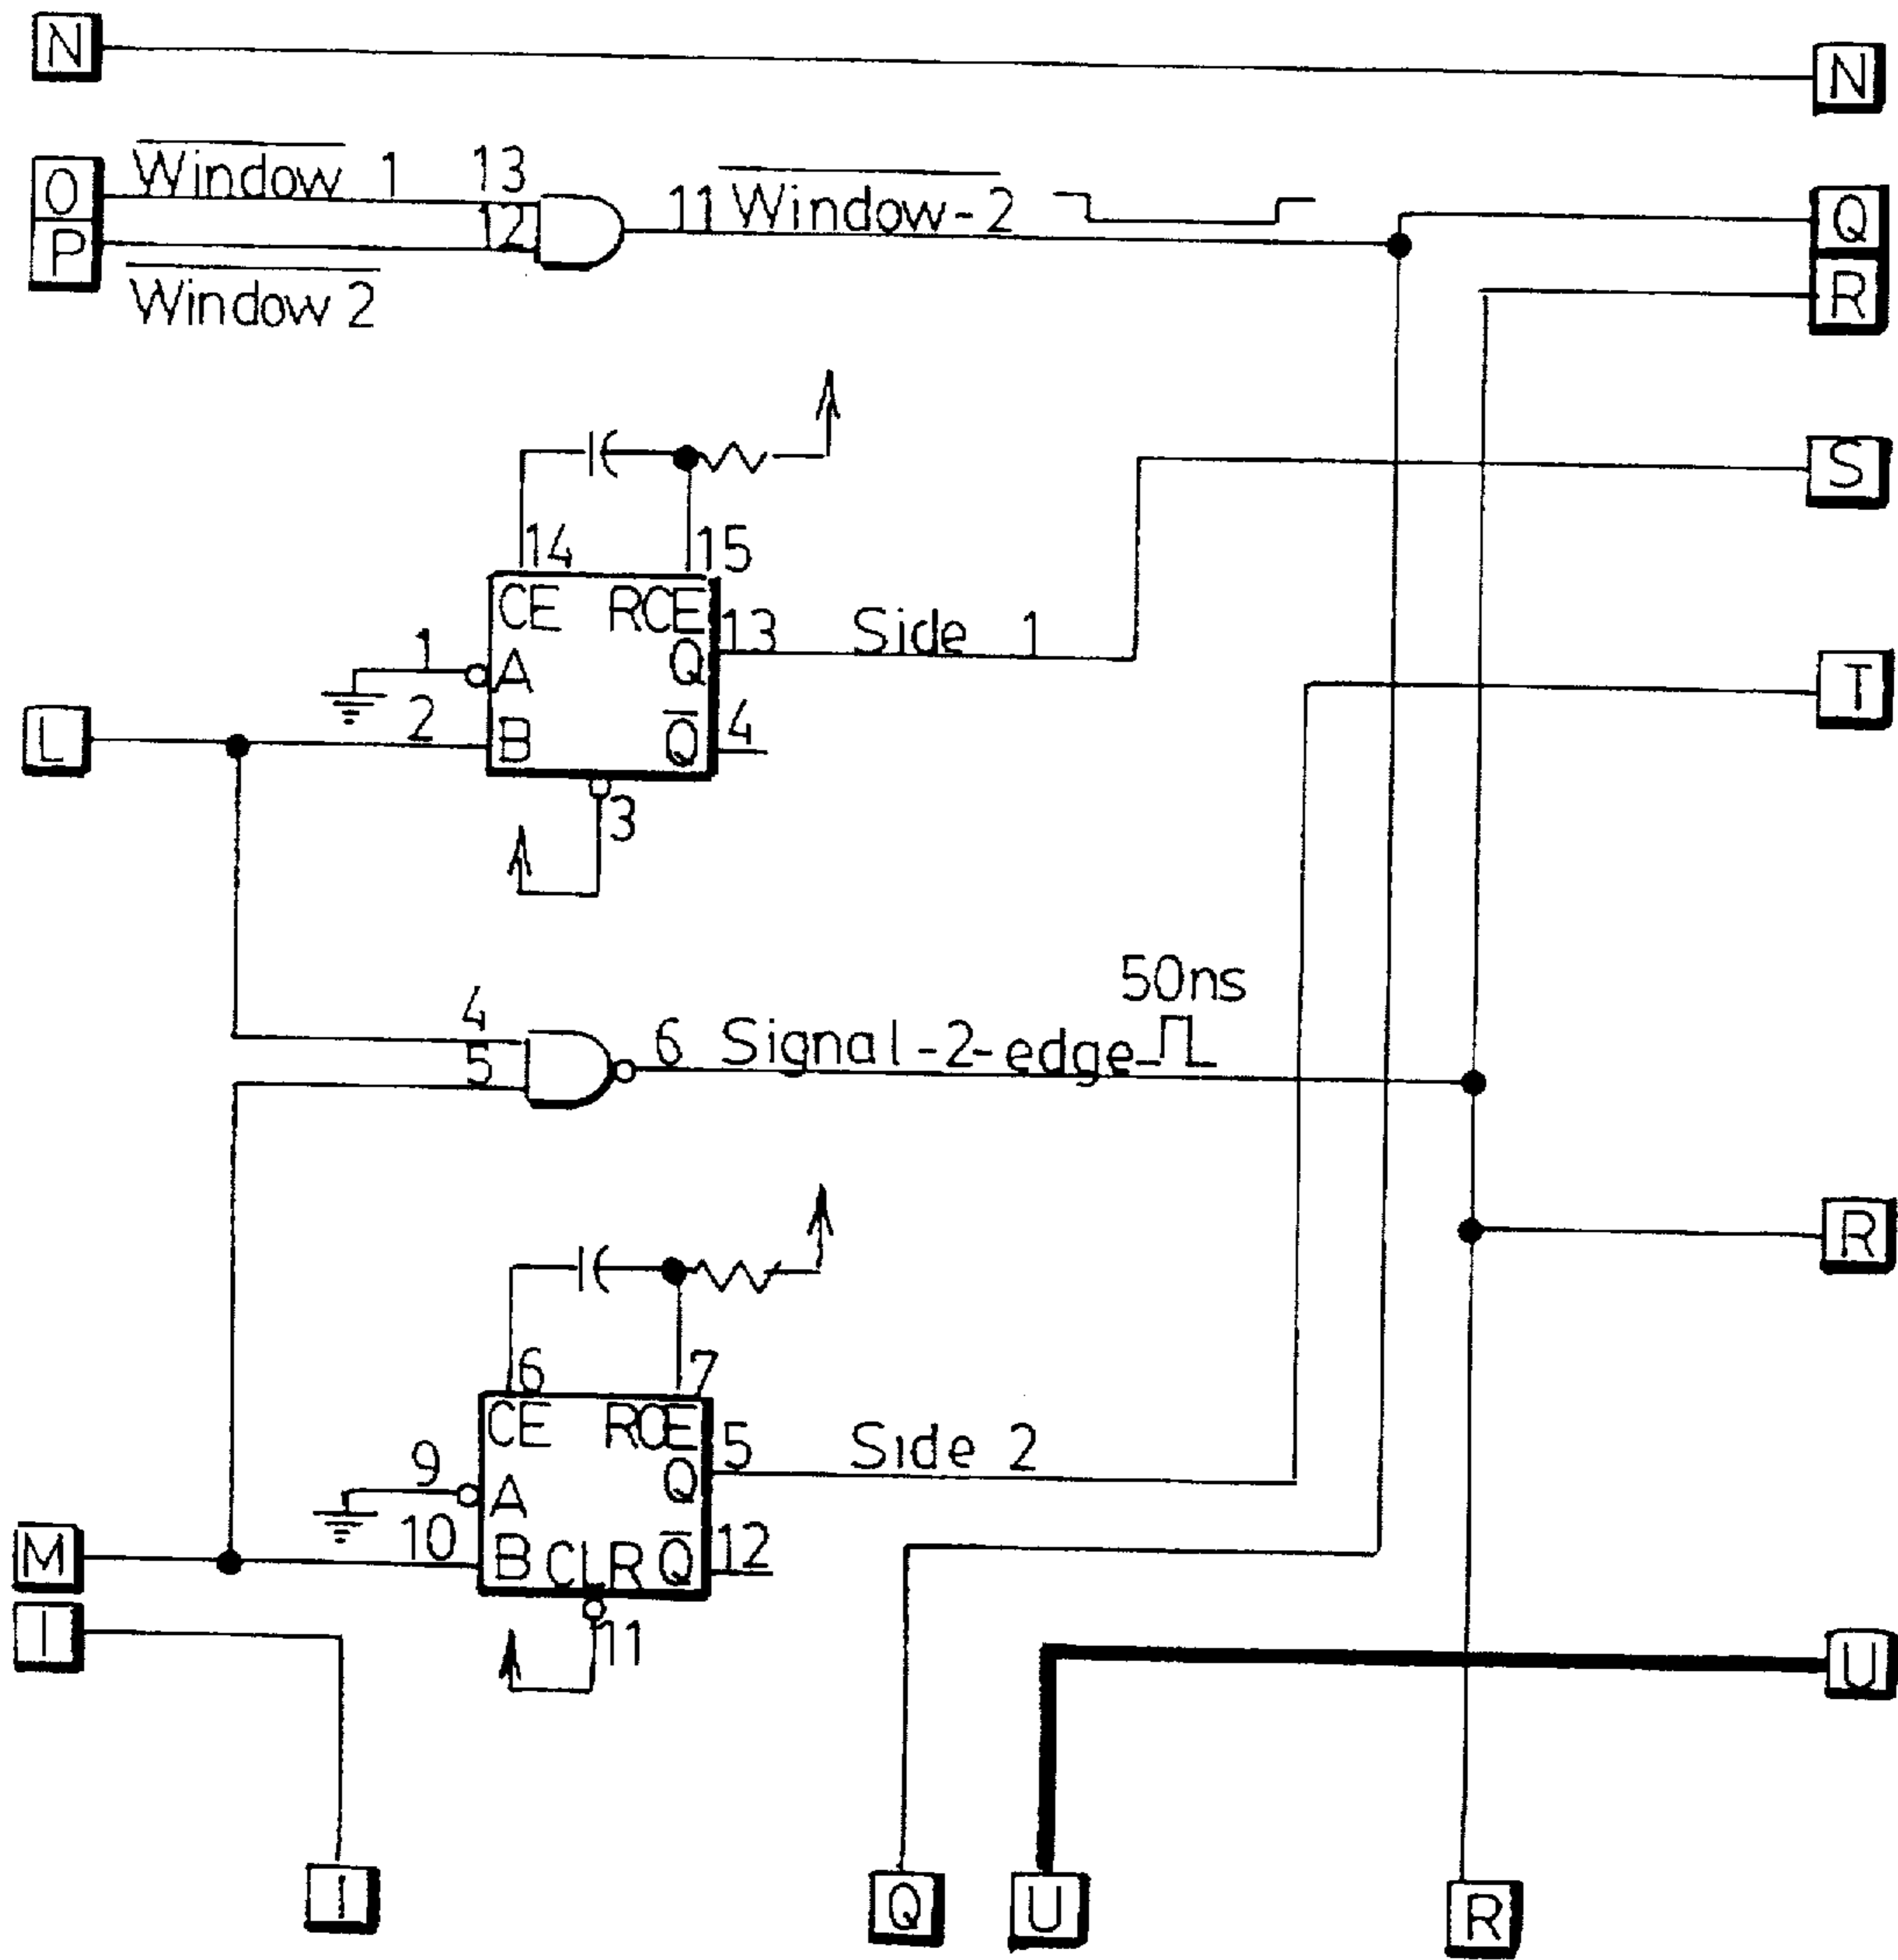 N
N
O
P
Window 1
13
12
11
Window-2
Window 2
Q
R
S
14
15
CE RCE
1
A
Q
13
Side 1
2
B
Q
4
L
3
T
50ns
4
5
6
Signal-2-edge
R
6
7
CE RCE
9
A
Q
5
Side 2
10
B CLR Q
12
11
M
I
U
I
Q
U
R